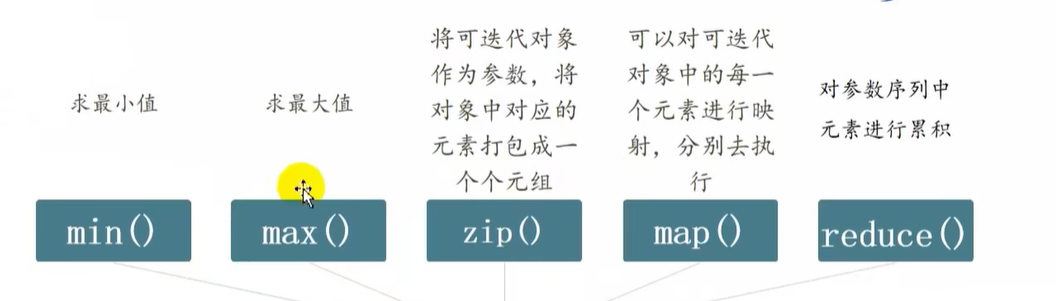 求最小值
求最大值
将可迭代对象
作为参数，将
对象中对应的
元素打包成一
个个元组
可以对可迭代
对象中的每一
个元素进行映
射，分别去执
行
对参数序列中
元素进行累积
min()
max()
zip()
map()
reduce()